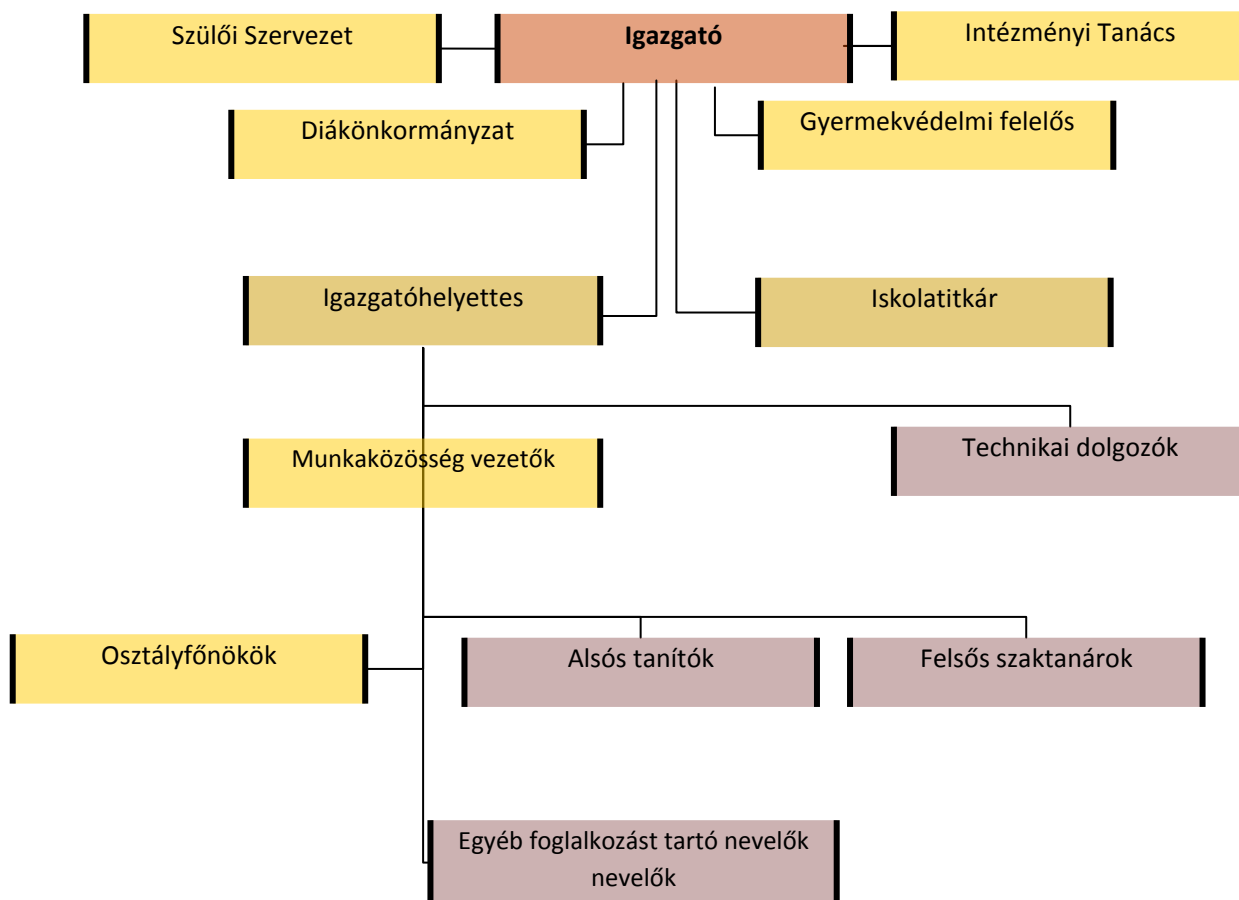 Szülői Szervezet
Igazgató
Intézményi Tanács
Diákönkormányzat
Gyermekvédelmi felelős
Igazgatóhelyettes
Iskolatitkár
Munkaközösség vezetők
Technikai dolgozók
Osztályfőnökök
Alsós tanítók
Felsős szaktanárok
Egyéb foglalkozást tartó nevelők
nevelők